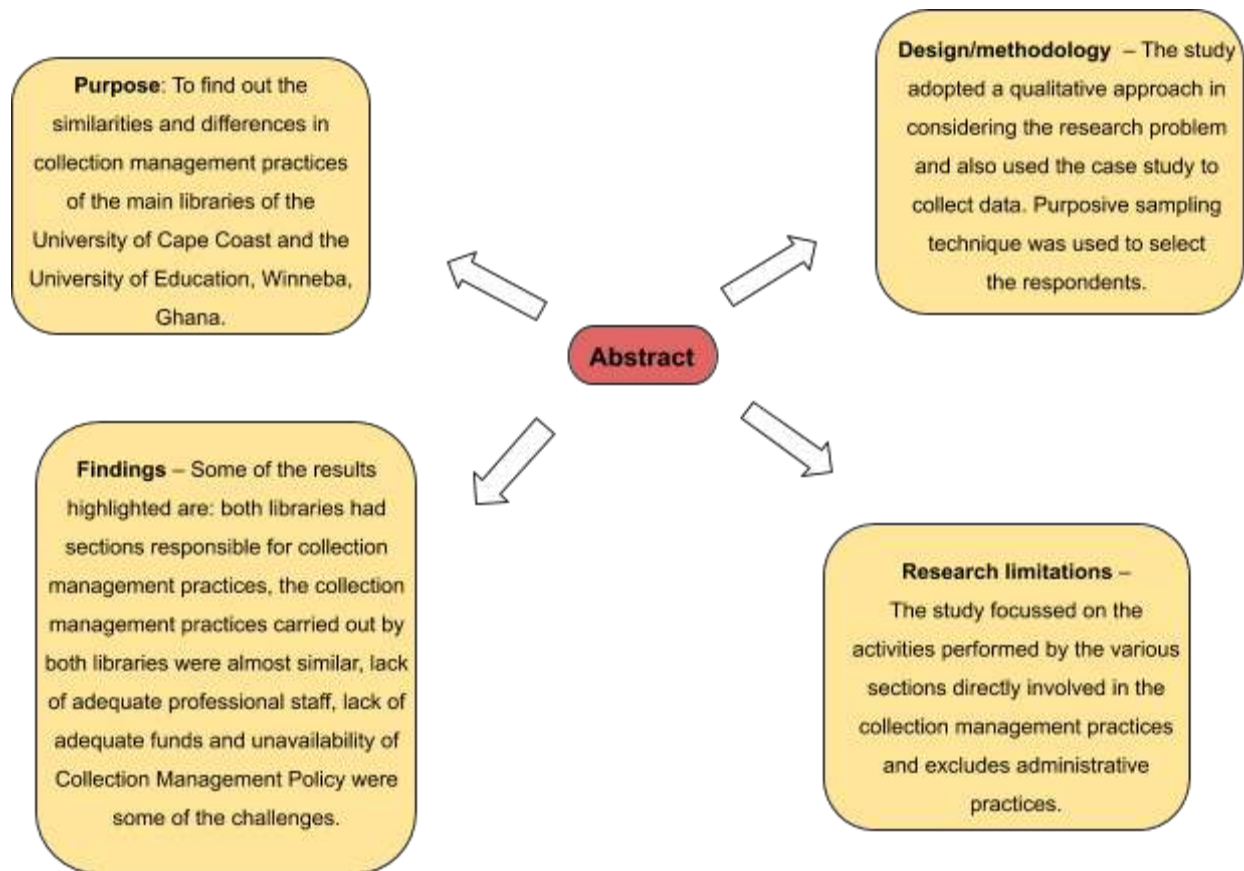 Purpose: To find out the
similarities and differences in
collection management practices
of the main libraries of the
University of Cape Coast and the
University of Education, Winneba,
Ghana.
Design/methodology – The study
adopted a qualitative approach in
considering the research problem
and also used the case study to
collect data. Purposive sampling
technique was used to select
the respondents.
Abstract
Findings – Some of the results
highlighted are: both libraries had
sections responsible for collection
management practices, the collection
management practices carried out by
both libraries were almost similar, lack
of adequate professional staff, lack of
adequate funds and unavailability of
Collection Management Policy were
some of the challenges.
Research limitations –
The study focussed on the
activities performed by the various
sections directly involved in the
collection management practices
and excludes administrative
practices.